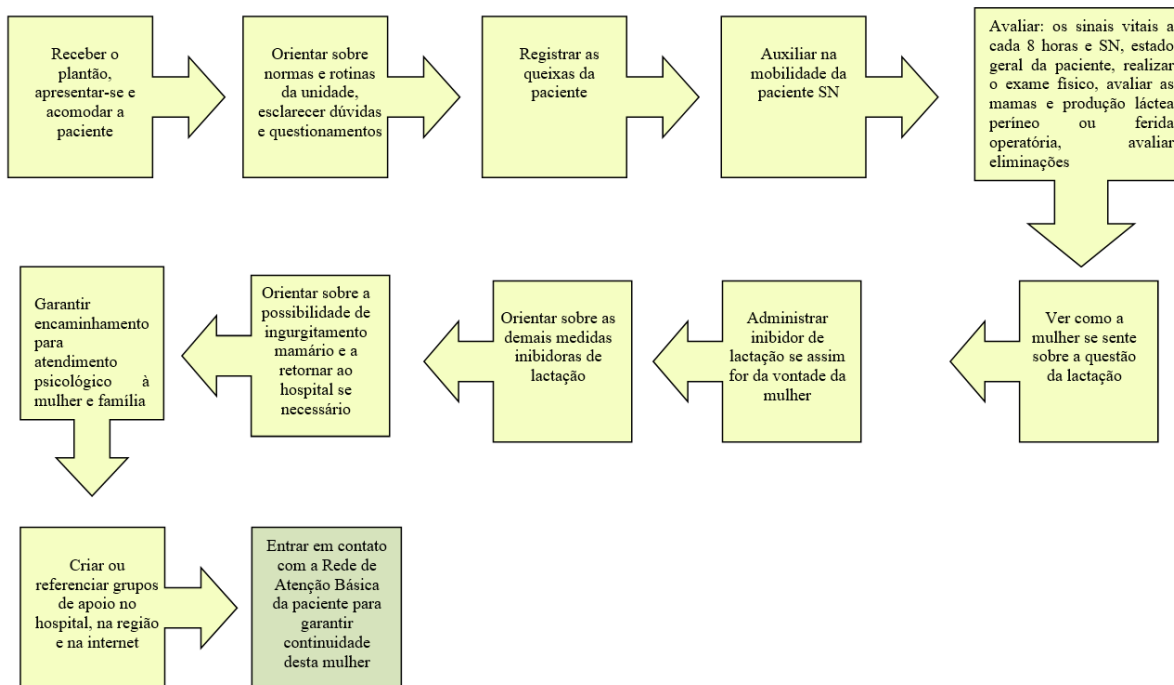 Receber o
plantão,
apresentar-se e
acomodar a
paciente
Orientar sobre
normas e rotinas
da unidade,
esclarecer dúvidas
e questionamentos
Registrar as
queixas da
paciente
Auxiliar na
mobilidade da
paciente SN
Avaliar: os sinais vitais a
cada 8 horas e SN, estado
geral da paciente, realizar
o exame físico, avaliar as
mamas e produção láctea
períneo ou ferida
operatória, avaliar
eliminações
Ver como a
mulher se sente
sobre a questão
da lactação
Administrar
inibidor de
lactação se assim
for da vontade da
mulher
Orientar sobre as
demais medidas
inibidoras de
lactação
Orientar sobre a
possibilidade de
ingurgitamento
mamário e a
retornar ao
hospital se
necessário
Garantir
encaminhamento
para
atendimento
psicológico à
mulher e família
Criar ou
referenciar grupos
de apoio no
hospital, na região
e na internet
Entrar em contato
com a Rede de
Atenção Básica
da paciente para
garantir
continuidade
desta mulher